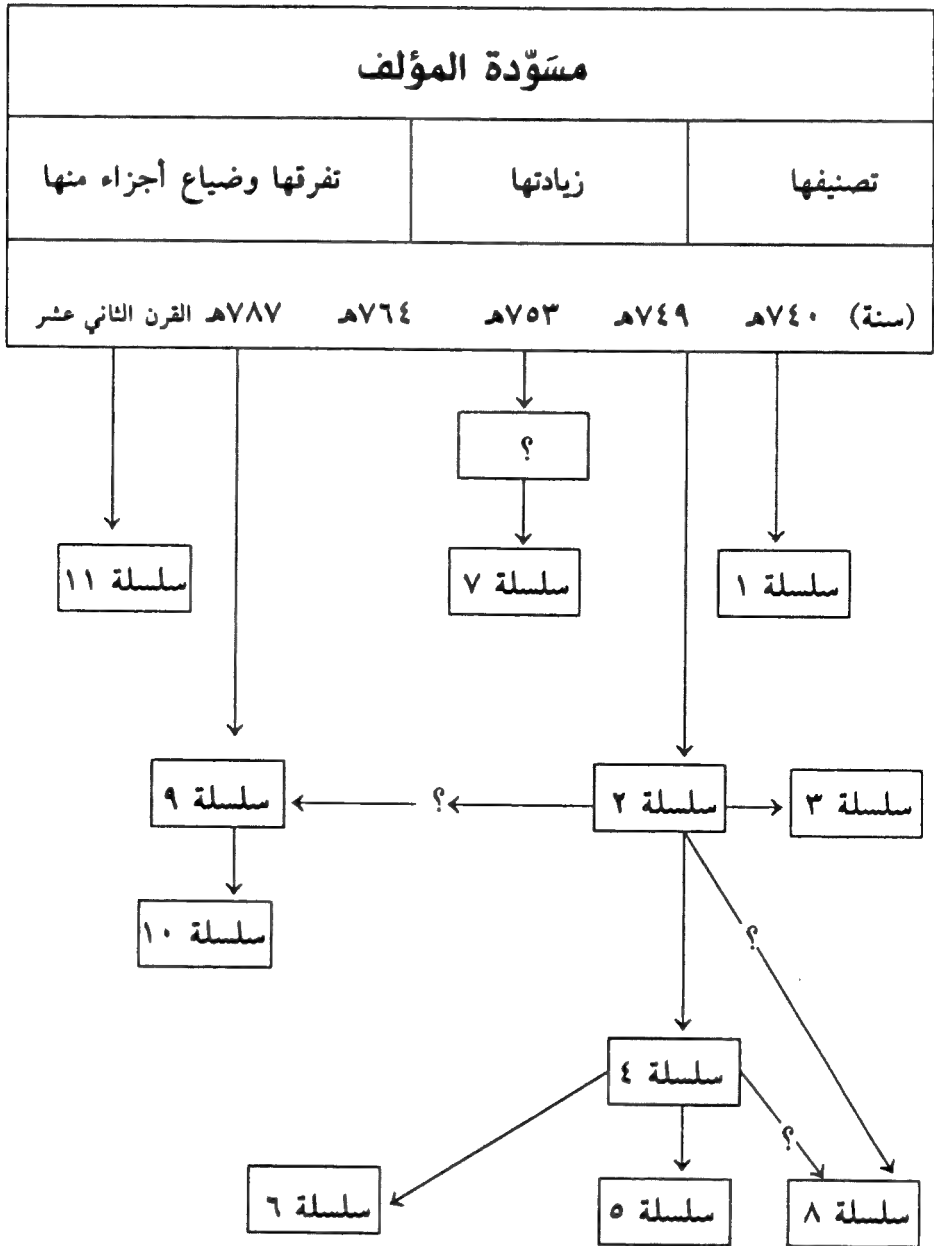 مسَوّدة المؤلف
تصنيفها زيادتها تفرقها وضياع أجزاء منها
(سنة) ٧٤٠هـ ٧٤٩هـ ٧٥٣هـ ٧٦٤هـ ٧٨٧هـ القرن الثاني عشر
؟
سلسلة ١ سلسلة ٧ سلسلة ١١
سلسلة ٣ سلسلة ٢ ؟ سلسلة ٩
سلسلة ١٠
؟
سلسلة ٤
؟
سلسلة ٨ سلسلة ٥ سلسلة ٦